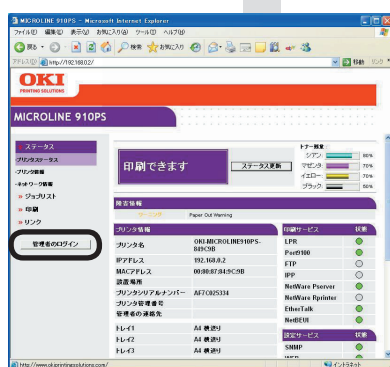 MICROLINE 910PS - Microsoft Internet Explorer
ファイル(F) 編集(E) 表示(V) お気に入り(A) ツール(T) ヘルプ(H)
戻る 検索 お気に入り
アドレス(D) http://192.168.0.2/ 移動 リンク
OKI
PRINTING SOLUTIONS
MICROLINE 910PS
ステータス
プリンタステータス
プリンタ情報
ネットワーク情報
ジョブリスト
印刷
リンク
管理者のログイン
印刷できます
ステータス更新
トナー残量
シアン 80%
マゼンタ 70%
イエロー 70%
ブラック 80%
障害情報
Paper Out Warning
プリンタ情報
プリンタ名 OKI-MICROLINE910PS-849C9B
IPアドレス 192.168.0.2
MACアドレス 00:80:87:84:9C:9B
設置場所
プリンタシリアルナンバー AF7C025334
プリンタ管理番号
管理者の連絡先
トレイ1 A4 横送り
トレイ2 A4 横送り
トレイ3 A4 横送り
印刷サービス 状態
LPR
Port9100
FTP
IPP
NetWare Pserver
NetWare Rprinter
EtherTalk
NetBEUI
設定サービス 状態
SNMP
WEB
http://www.okiprintingsolutions.com/ イントラネット